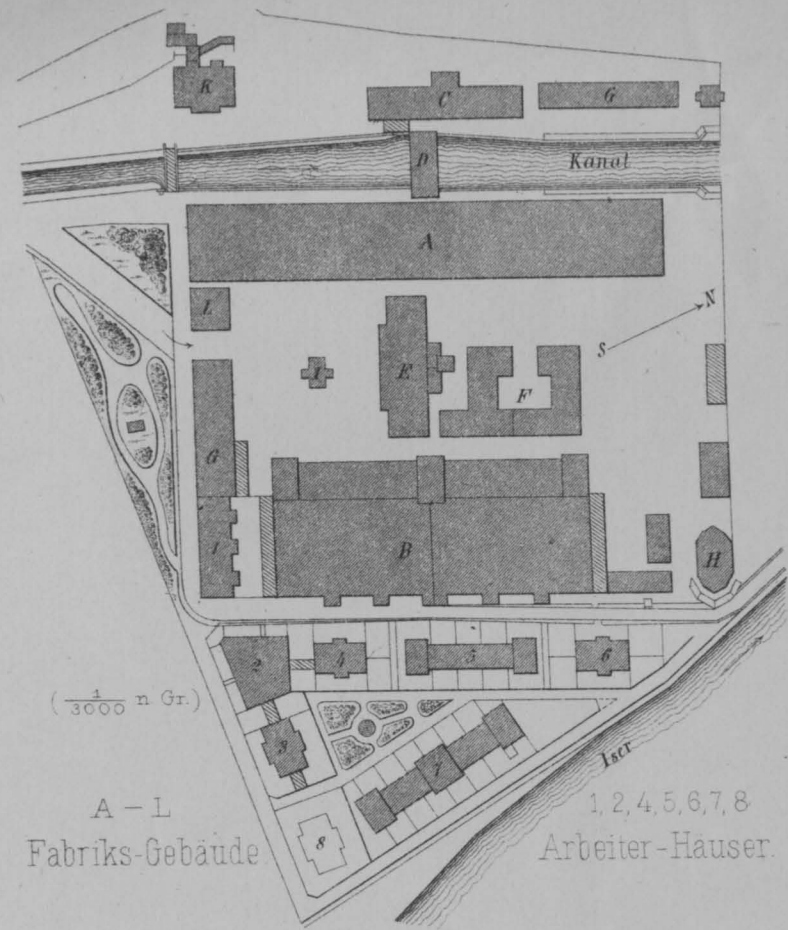 K
C
G
D
Kanal
A
L
N
S
I
E
F
G
1
B
H
2
4
5
6
(1/3000 n Gr.)
3
7
Iser
8
A – L
Fabriks-Gebäude.
1, 2, 4, 5, 6, 7, 8
Arbeiter-Häuser.